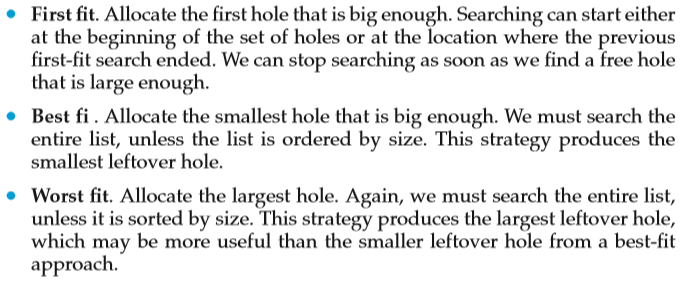 • First fit. Allocate the first hole that is big enough. Searching can start either
at the beginning of the set of holes or at the location where the previous
first-fit search ended. We can stop searching as soon as we find a free hole
that is large enough.
• Best fi . Allocate the smallest hole that is big enough. We must search the
entire list, unless the list is ordered by size. This strategy produces the
smallest leftover hole.
• Worst fit. Allocate the largest hole. Again, we must search the entire list,
unless it is sorted by size. This strategy produces the largest leftover hole,
which may be more useful than the smaller leftover hole from a best-fit
approach.